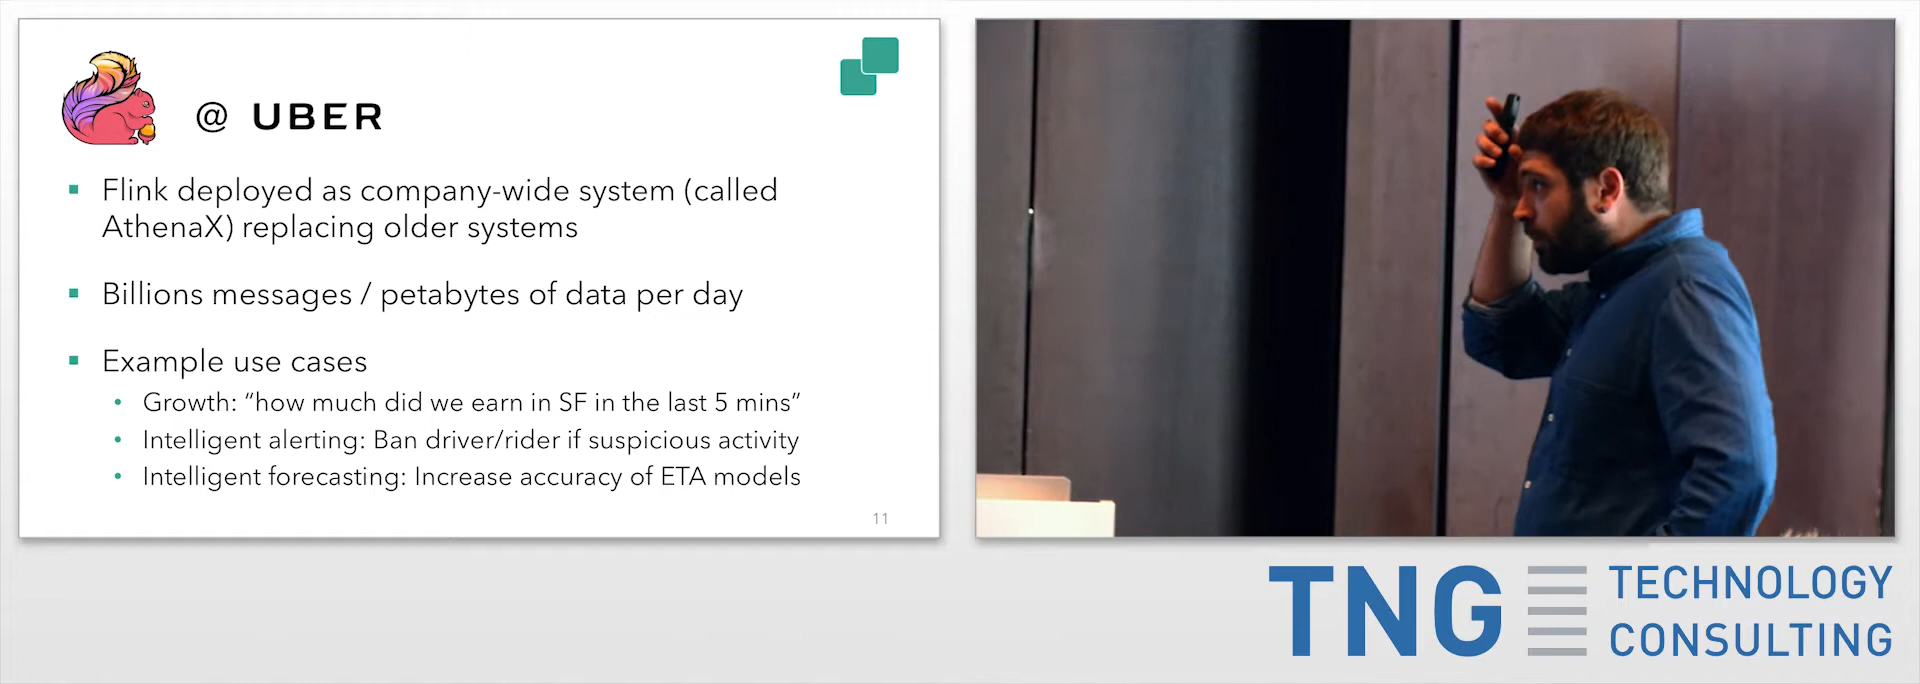 @ UBER
Flink deployed as company-wide system (called
AthenaX) replacing older systems
Billions messages / petabytes of data per day
Example use cases
Growth: “how much did we earn in SF in the last 5 mins”
Intelligent alerting: Ban driver/rider if suspicious activity
Intelligent forecasting: Increase accuracy of ETA models
11
TNG TECHNOLOGY
CONSULTING